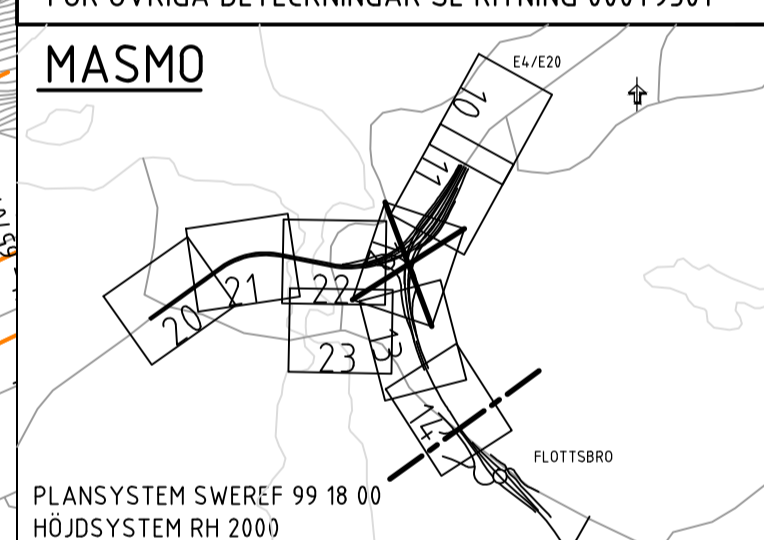 MASMO
E4/E20
10
11
21
22
20
23
13
14
FLOTTSBRO
PLANSYSTEM SWEREF 99 18 00
HÖJDSYSTEM RH 2000